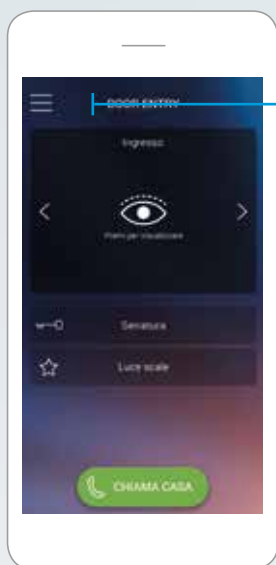 DOOR ENTRY
Ingresso
Premi per visualizzare
Serratura
Luce scale
CHIAMA CASA